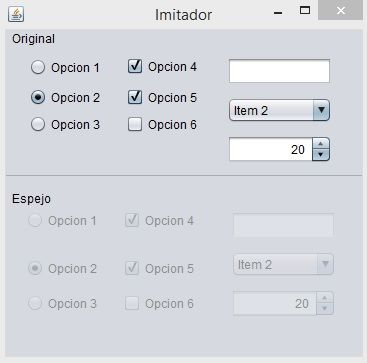 Imitador
Original
Opcion 1 Opcion 4
Opcion 2 Opcion 5 Item 2
Opcion 3 Opcion 6 20
Espejo
Opcion 1 Opcion 4
Opcion 2 Opcion 5 Item 2
Opcion 3 Opcion 6 20